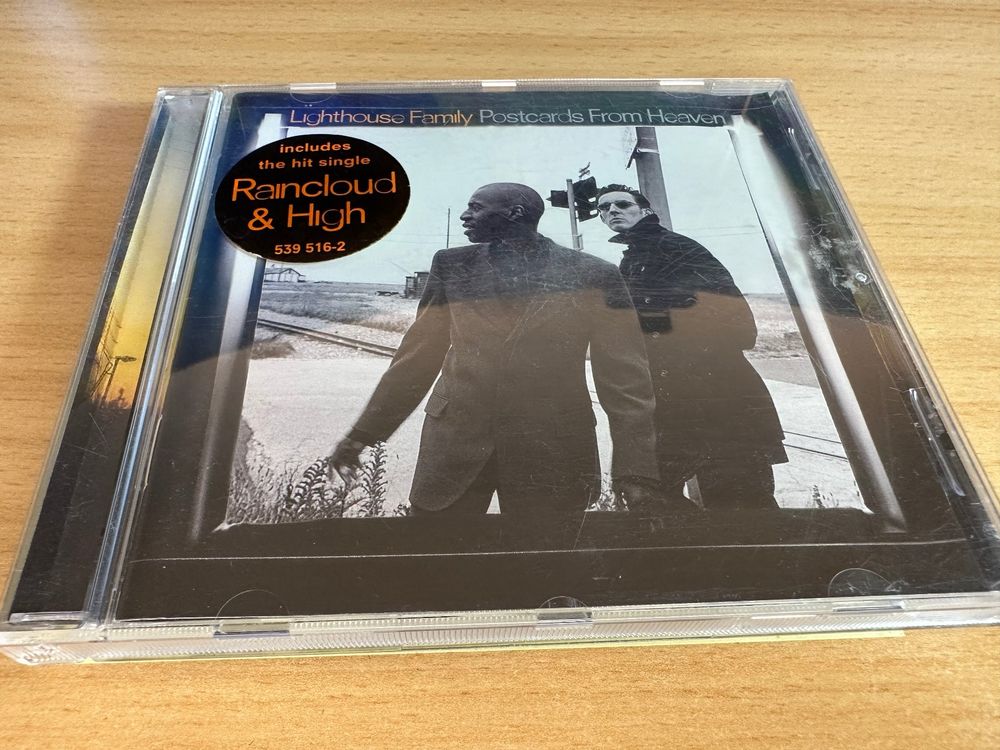 Lighthouse Family Postcards From Heaven
includes
the hit single
Raincloud
& High
539 516-2